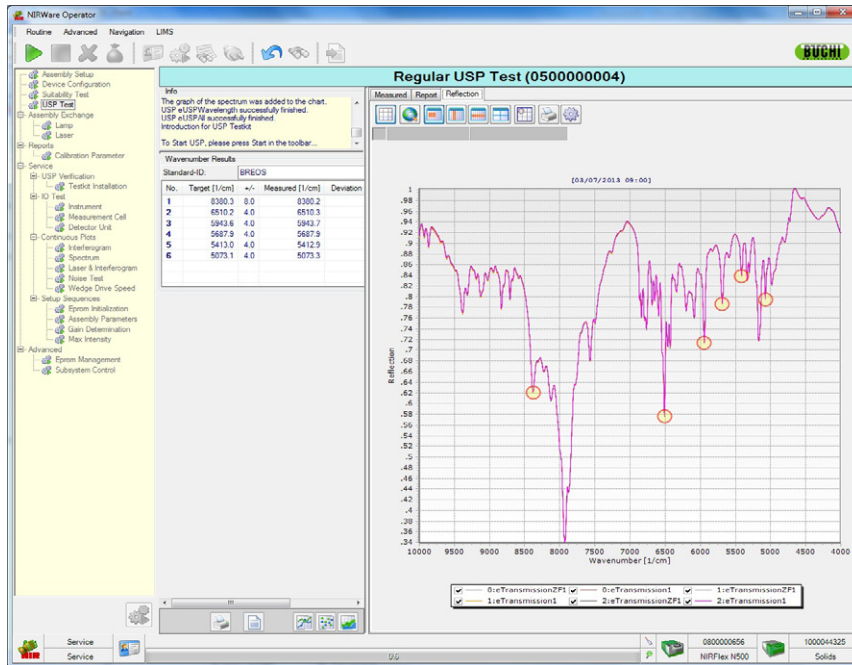 NIRWare Operator
Routine Advanced Navigation LIMS
BUCHI
Assembly Setup
Device Configuration
Suitability Test
USP Test
Assembly Exchange
Lamp
Laser
Reports
Calibration Parameter
Service
USP Verification
Testkit Installation
IO Test
Instrument
Measurement Cell
Detector Unit
Continuous Plots
Interferogram
Spectrum
Laser & Interferogram
Noise Test
Wedge Drive Speed
Setup Sequences
Eprom Initialization
Assembly Parameters
Gain Determination
Max Intensity
Advanced
Eprom Management
Subsystem Control
Regular USP Test (0500000004)
Info
The graph of the spectrum was added to the chart.
USP eUSPWavelength successfully finished.
USP eUSPAll successfully finished.
Introduction for USP Testkit
To Start USP, please press Start in the toolbar...
Wavenumber Results
Standard-ID: BREOS
No. Target [1/cm] +/- Measured [1/cm] Deviation
1 8380.3 8.0 8380.2
2 6510.2 4.0 6510.3
3 5943.6 4.0 5943.7
4 5687.9 4.0 5687.9
5 5413.0 4.0 5412.9
6 5073.1 4.0 5073.3
Measured Report Reflection
[03/07/2013 09:00]
1
.98
.96
.94
.92
.9
.88
.86
.84
.82
.8
.78
.76
.74
.72
.7
.68
.66
.64
.62
.6
.58
.56
.54
.52
.5
.48
.46
.44
.42
.4
.38
.36
.34
Reflection
10000 9500 9000 8500 8000 7500 7000 6500 6000 5500 5000 4500 4000
Wavenumber [1/cm]
0:eTransmissionZF1 0:eTransmission1 1:eTransmissionZF1
1:eTransmission1 2:eTransmissionZF1 2:eTransmission1
NIR
Service
Service
0%
0800000656
NIRFlex N500
1000044325
Solids